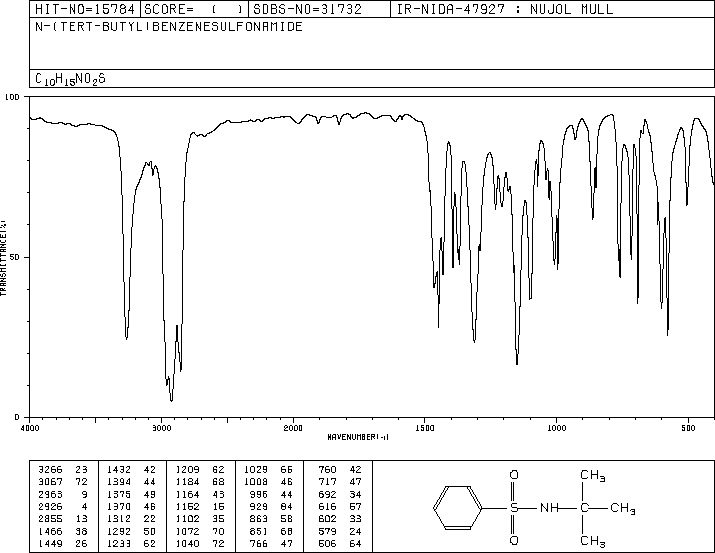 HIT-NO=15784 SCORE= ( ) SDBS-NO=31732 IR-NIDA-47927 : NUJOL MULL
N-(TERT-BUTYL)BENZENESULFONAMIDE
C10H15NO2S
100
50
0
TRANSMITTANCE(%)
4000 3000 2000 1500 1000 500
WAVENUMBER(-1)
3266 23 1432 42 1209 62 1029 66 760 42
3067 72 1394 44 1184 68 1008 46 717 47
2963 9 1375 49 1164 43 996 44 692 34
2926 4 1370 46 1152 16 929 84 616 57
2855 13 1312 22 1102 35 863 58 602 33
1466 38 1292 50 1072 70 851 68 579 24
1449 26 1233 62 1040 72 766 47 506 64
O
S
O
NH
CH3
C
CH3
CH3